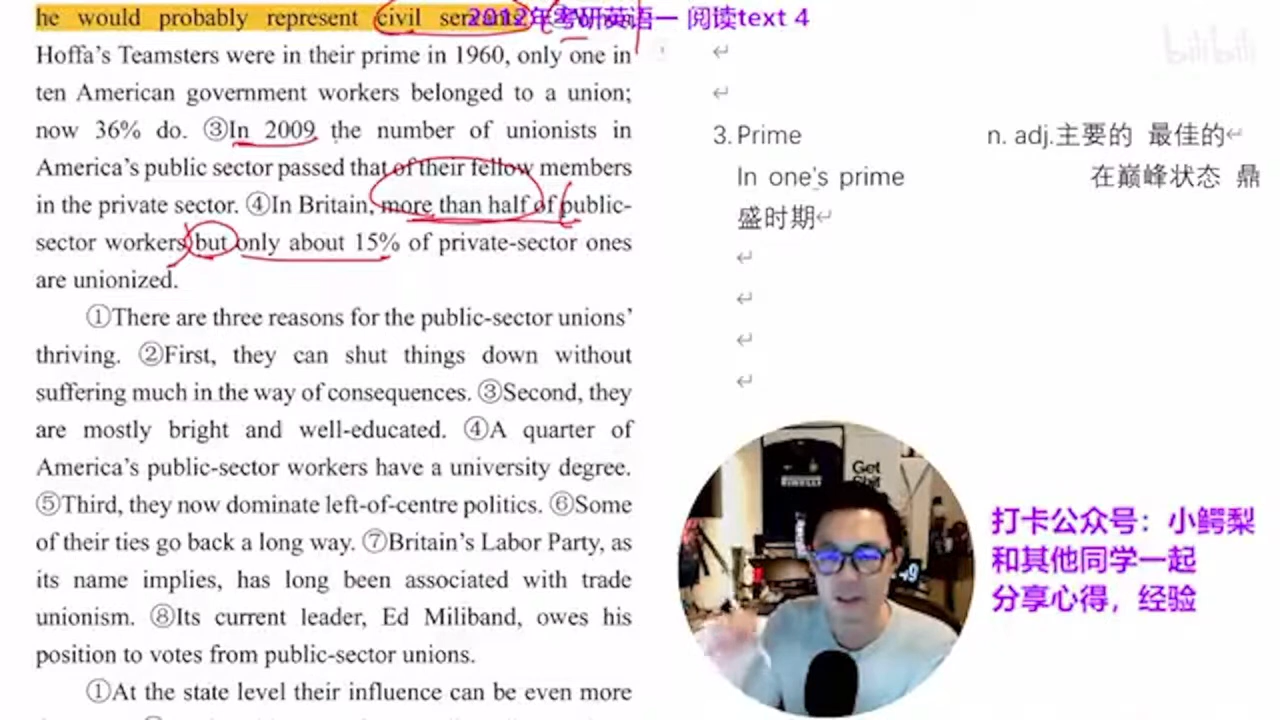 he would probably represent civil servants. ②When
2012年考研英语一 阅读text 4
Hoffa's Teamsters were in their prime in 1960, only one in
ten American government workers belonged to a union;
now 36% do. ③In 2009 the number of unionists in
America's public sector passed that of their fellow members
in the private sector. ④In Britain, more than half of public-
sector workers but only about 15% of private-sector ones
are unionized.
①There are three reasons for the public-sector unions'
thriving. ②First, they can shut things down without
suffering much in the way of consequences. ③Second, they
are mostly bright and well-educated. ④A quarter of
America's public-sector workers have a university degree.
⑤Third, they now dominate left-of-centre politics. ⑥Some
of their ties go back a long way. ⑦Britain's Labor Party, as
its name implies, has long been associated with trade
unionism. ⑧Its current leader, Ed Miliband, owes his
position to votes from public-sector unions.
①At the state level their influence can be even more
bilibili
3. Prime n. adj.主要的 最佳的
In one's prime 在巅峰状态 鼎
盛时期
PIRELLI
Get
Shit
49
打卡公众号：小鳄梨
和其他同学一起
分享心得，经验